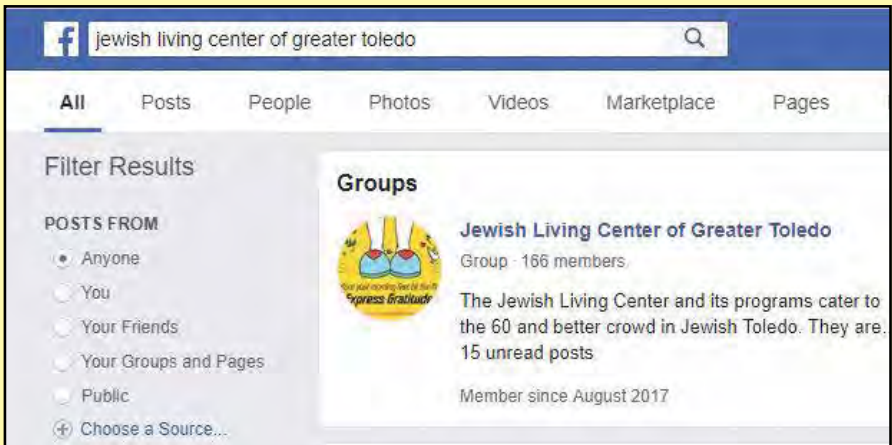 f jewish living center of greater toledo
All Posts People Photos Videos Marketplace Pages
Filter Results
POSTS FROM
Anyone
You
Your Friends
Your Groups and Pages
Public
Choose a Source...
Groups
Express Gratitude
Jewish Living Center of Greater Toledo
Group · 166 members
The Jewish Living Center and its programs cater to
the 60 and better crowd in Jewish Toledo. They are...
15 unread posts
Member since August 2017